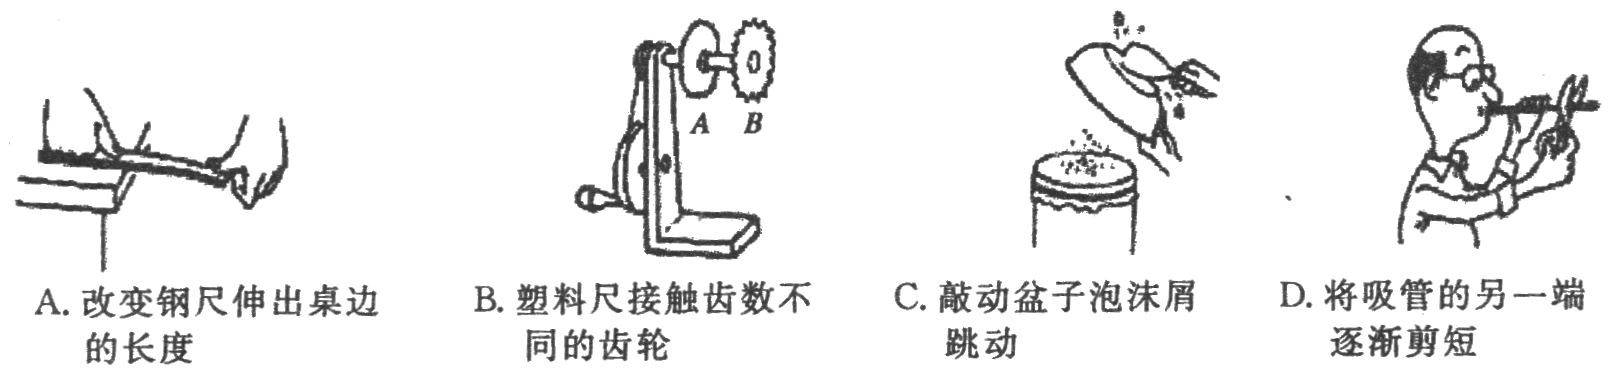 A B
A. 改变钢尺伸出桌边
的长度
B. 塑料尺接触齿数不
同的齿轮
C. 敲动盆子泡沫屑
跳动
D. 将吸管的另一端
逐渐剪短